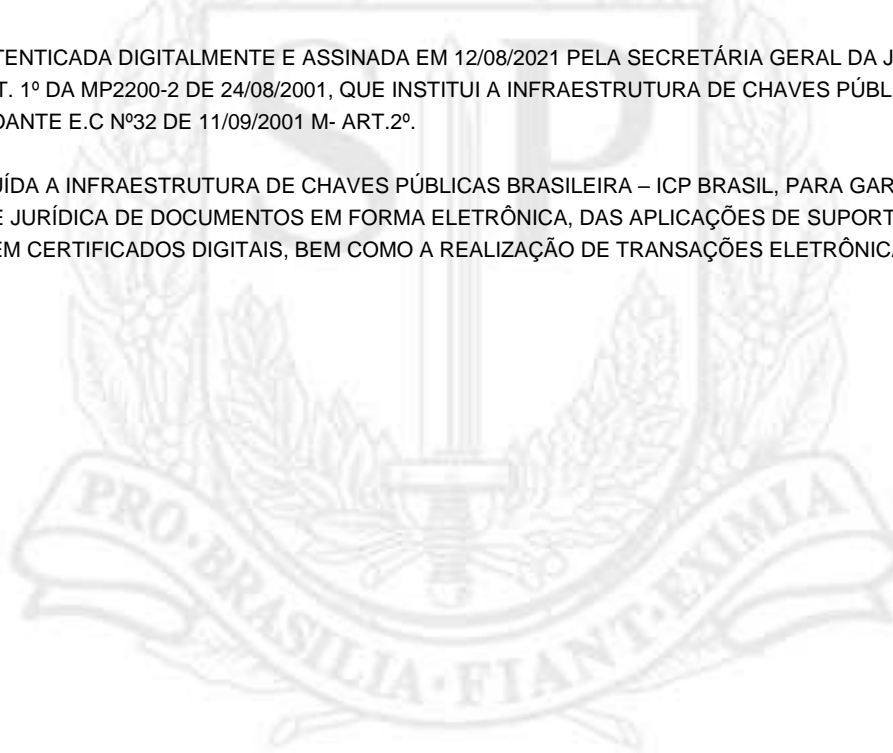 TENTICADA DIGITALMENTE E ASSINADA EM 12/08/2021 PELA SECRETÁRIA GERAL DA J
T. 1º DA MP2200-2 DE 24/08/2001, QUE INSTITUI A INFRAESTRUTURA DE CHAVES PÚBL
DANTE E.C Nº32 DE 11/09/2001 M- ART.2º.
UÍDA A INFRAESTRUTURA DE CHAVES PÚBLICAS BRASILEIRA – ICP BRASIL, PARA GAR
E JURÍDICA DE DOCUMENTOS EM FORMA ELETRÔNICA, DAS APLICAÇÕES DE SUPORT
EM CERTIFICADOS DIGITAIS, BEM COMO A REALIZAÇÃO DE TRANSAÇÕES ELETRÔNICA
SP
PRO·BRASILIA·FIANT·EXIMIA